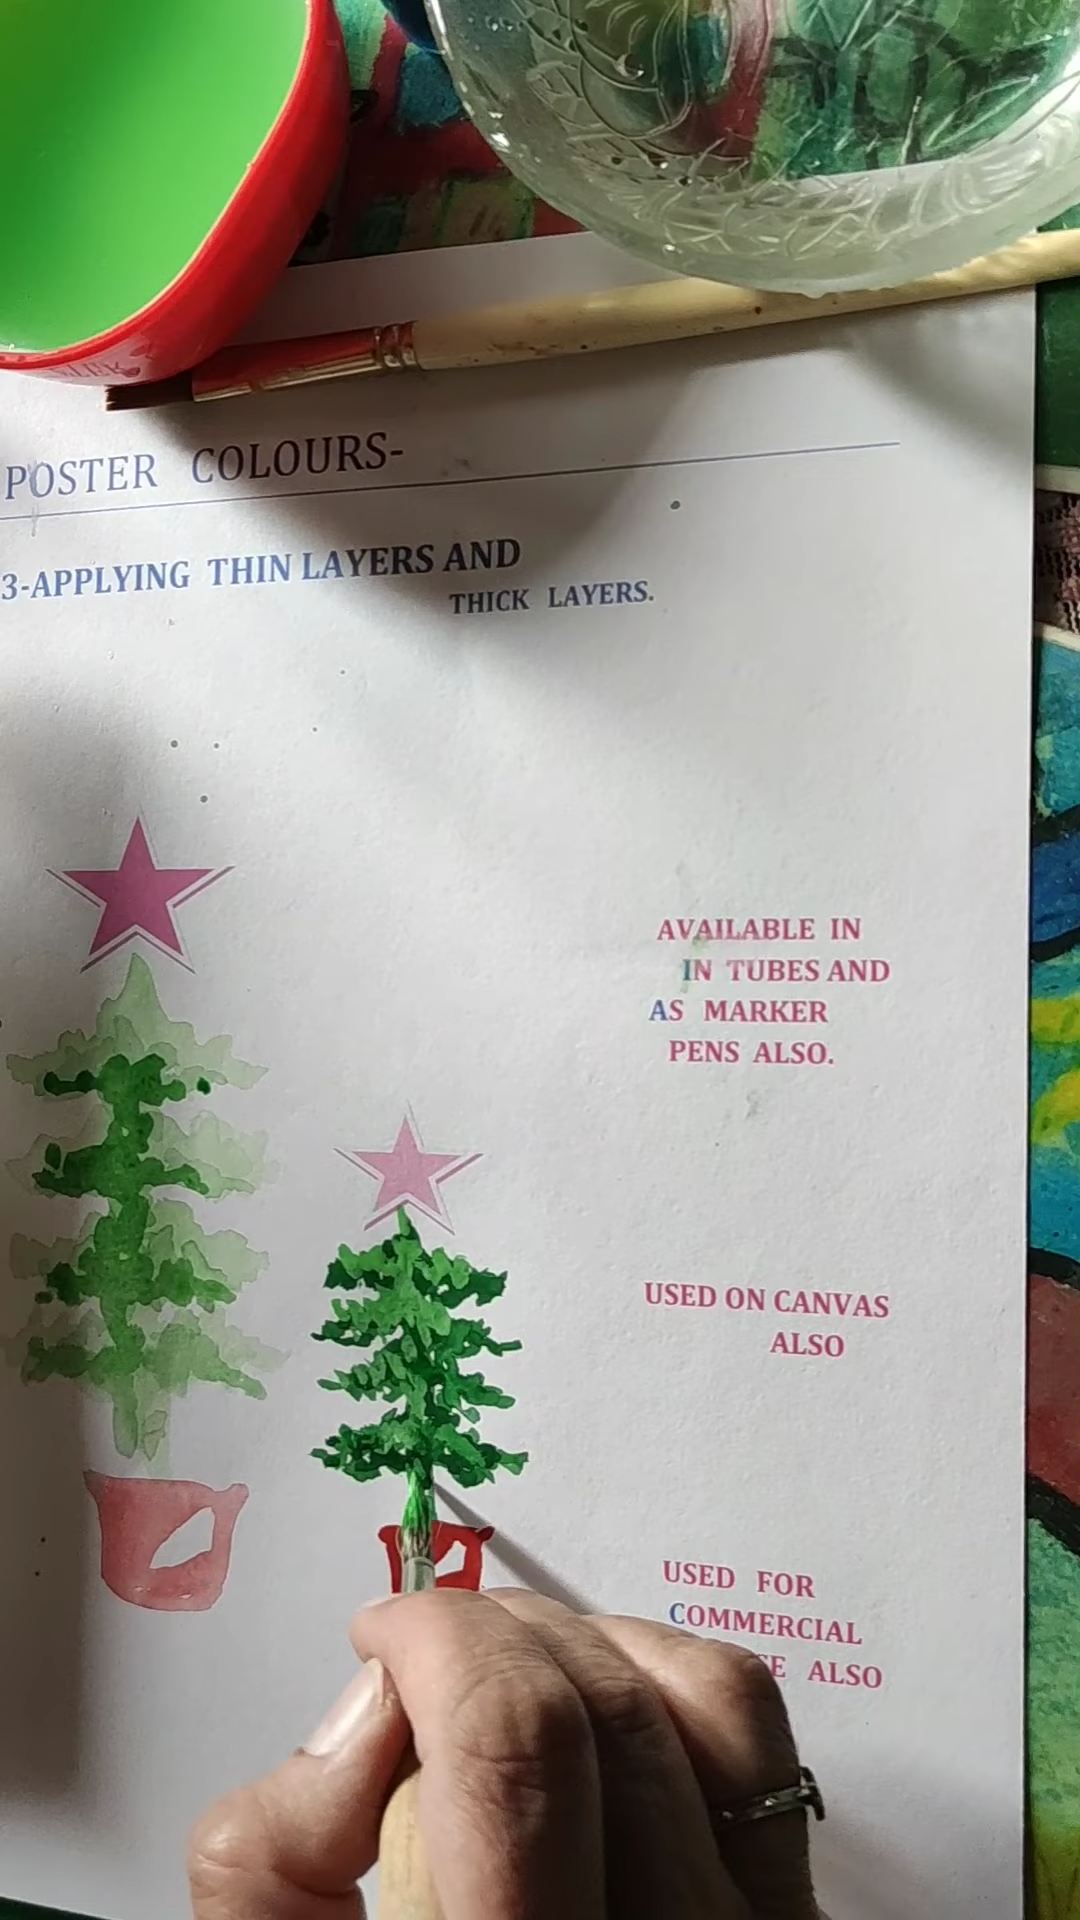 POSTER COLOURS-
3-APPLYING THIN LAYERS AND
THICK LAYERS.
AVAILABLE IN
IN TUBES AND
AS MARKER
PENS ALSO.
USED ON CANVAS
ALSO
USED FOR
COMMERCIAL
ALSO